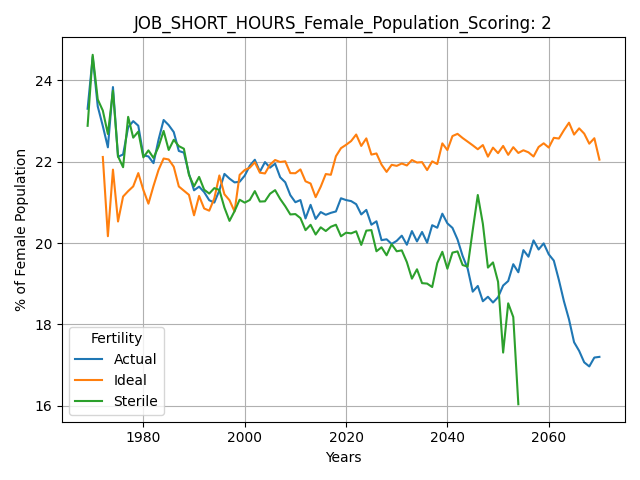 JOB_SHORT_HOURS_Female_Population_Scoring: 2
% of Female Population
24
22
20
18
16
Fertility
Actual
Ideal
Sterile
1980 2000 2020 2040 2060
Years